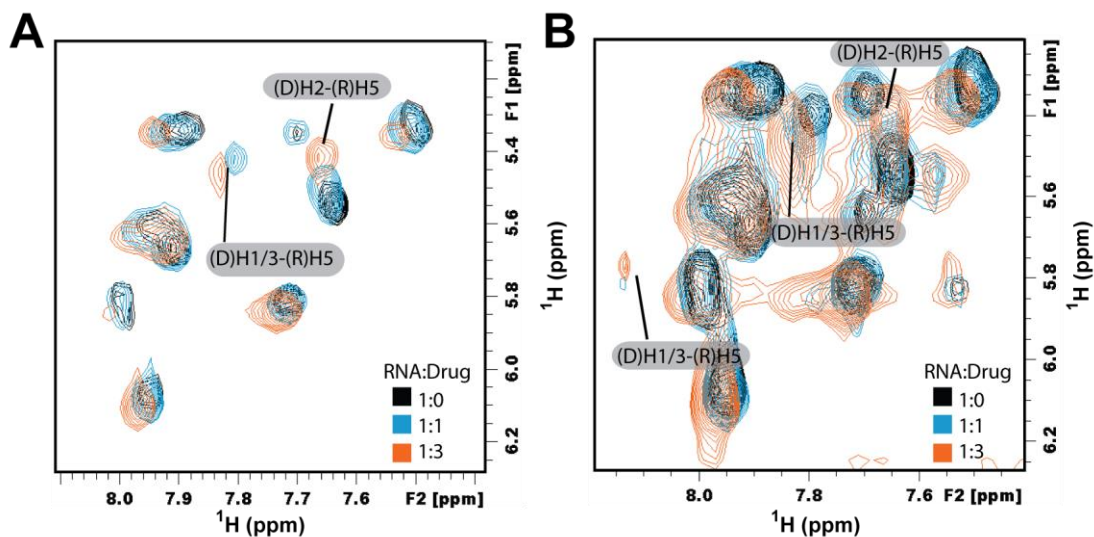 A
(D)H2-(R)H5
(D)H1/3-(R)H5
RNA:Drug
1:0
1:1
1:3
F1 [ppm]
5.4
5.6
5.8
6.0
6.2
¹H (ppm)
8.0 7.9 7.8 7.7 7.6 F2 [ppm]
¹H (ppm)
B
(D)H2-(R)H5
(D)H1/3-(R)H5
(D)H1/3-(R)H5
RNA:Drug
1:0
1:1
1:3
F1 [ppm]
5.4
5.6
5.8
6.0
6.2
¹H (ppm)
8.0 7.8 7.6 F2 [ppm]
¹H (ppm)